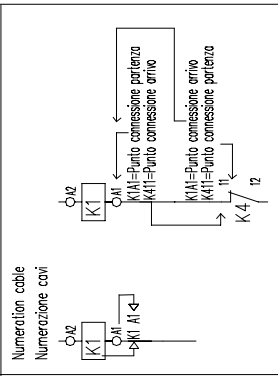 Numeration cable
Numerazione cavi
A2
K1
A1
K1 A1
A2
K1
A1
K1A1=Punto connessione partenza
K411=Punto connessione arrivo
K1A1=Punto connessione arrivo
K411=Punto connessione partenza
11
K4
12